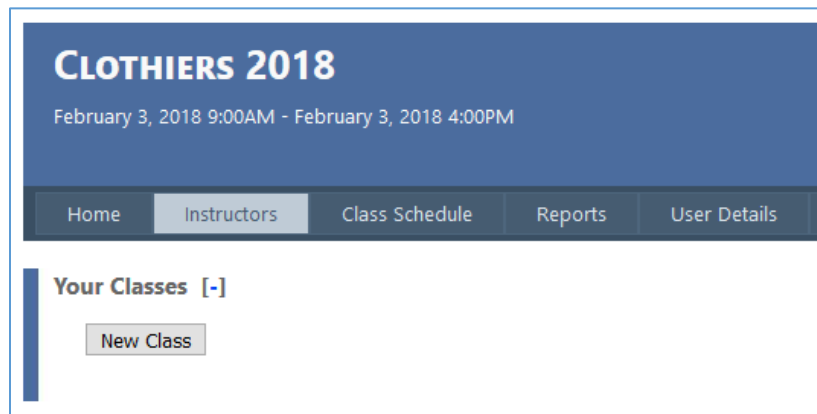 CLOTHIERS 2018
February 3, 2018 9:00AM - February 3, 2018 4:00PM
Home Instructors Class Schedule Reports User Details
Your Classes [-]
New Class